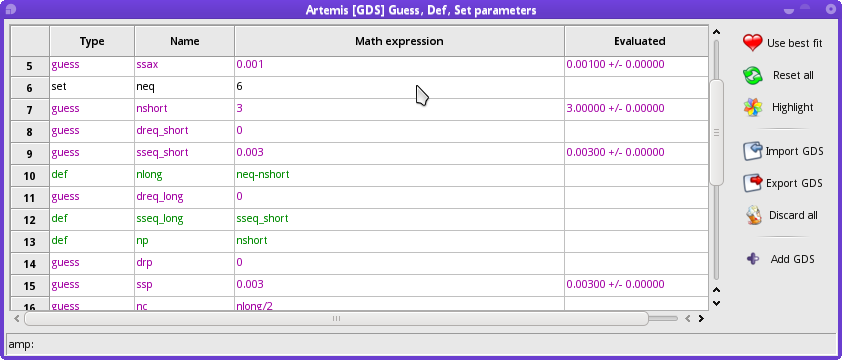 Artemis [GDS] Guess, Def, Set parameters
Type Name Math expression Evaluated
5 guess ssax 0.001 0.00100 +/- 0.00000
6 set neq 6
7 guess nshort 3 3.00000 +/- 0.00000
8 guess dreq_short 0
9 guess sseq_short 0.003 0.00300 +/- 0.00000
10 def nlong neq-nshort
11 guess dreq_long 0
12 def sseq_long sseq_short
13 def np nshort
14 guess drp 0
15 guess ssp 0.003 0.00300 +/- 0.00000
16 guess nc nlong/2
Use best fit
Reset all
Highlight
Import GDS
Export GDS
Discard all
Add GDS
amp: